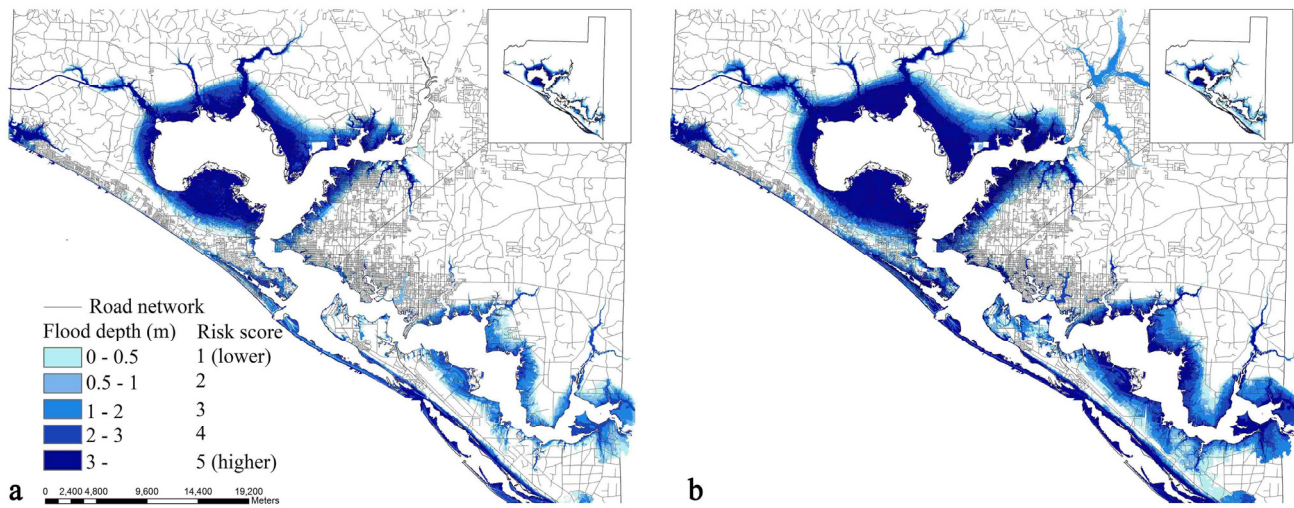 Road network
Flood depth (m) Risk score
0 - 0.5 1 (lower)
0.5 - 1 2
1 - 2 3
2 - 3 4
3 - 5 (higher)
0 2,400 4,800 9,600 14,400 19,200
Meters
a
b